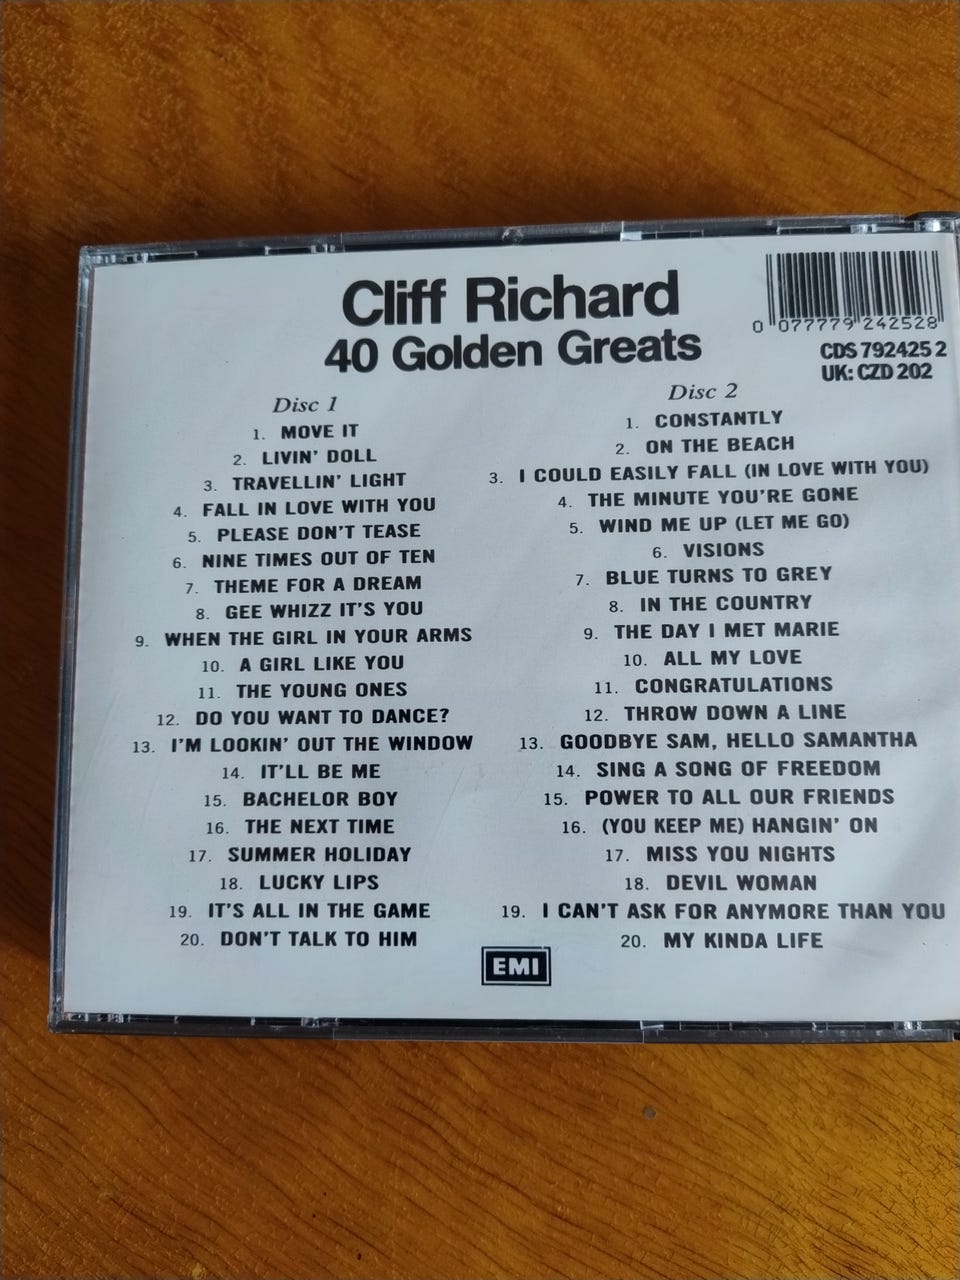 Cliff Richard
40 Golden Greats
0 077779 242528
CDS 792425 2
UK: CZD 202
Disc 1
1. MOVE IT
2. LIVIN' DOLL
3. TRAVELLIN' LIGHT
4. FALL IN LOVE WITH YOU
5. PLEASE DON'T TEASE
6. NINE TIMES OUT OF TEN
7. THEME FOR A DREAM
8. GEE WHIZZ IT'S YOU
9. WHEN THE GIRL IN YOUR ARMS
10. A GIRL LIKE YOU
11. THE YOUNG ONES
12. DO YOU WANT TO DANCE?
13. I'M LOOKIN' OUT THE WINDOW
14. IT'LL BE ME
15. BACHELOR BOY
16. THE NEXT TIME
17. SUMMER HOLIDAY
18. LUCKY LIPS
19. IT'S ALL IN THE GAME
20. DON'T TALK TO HIM
Disc 2
1. CONSTANTLY
2. ON THE BEACH
3. I COULD EASILY FALL (IN LOVE WITH YOU)
4. THE MINUTE YOU'RE GONE
5. WIND ME UP (LET ME GO)
6. VISIONS
7. BLUE TURNS TO GREY
8. IN THE COUNTRY
9. THE DAY I MET MARIE
10. ALL MY LOVE
11. CONGRATULATIONS
12. THROW DOWN A LINE
13. GOODBYE SAM, HELLO SAMANTHA
14. SING A SONG OF FREEDOM
15. POWER TO ALL OUR FRIENDS
16. (YOU KEEP ME) HANGIN' ON
17. MISS YOU NIGHTS
18. DEVIL WOMAN
19. I CAN'T ASK FOR ANYMORE THAN YOU
20. MY KINDA LIFE
EMI